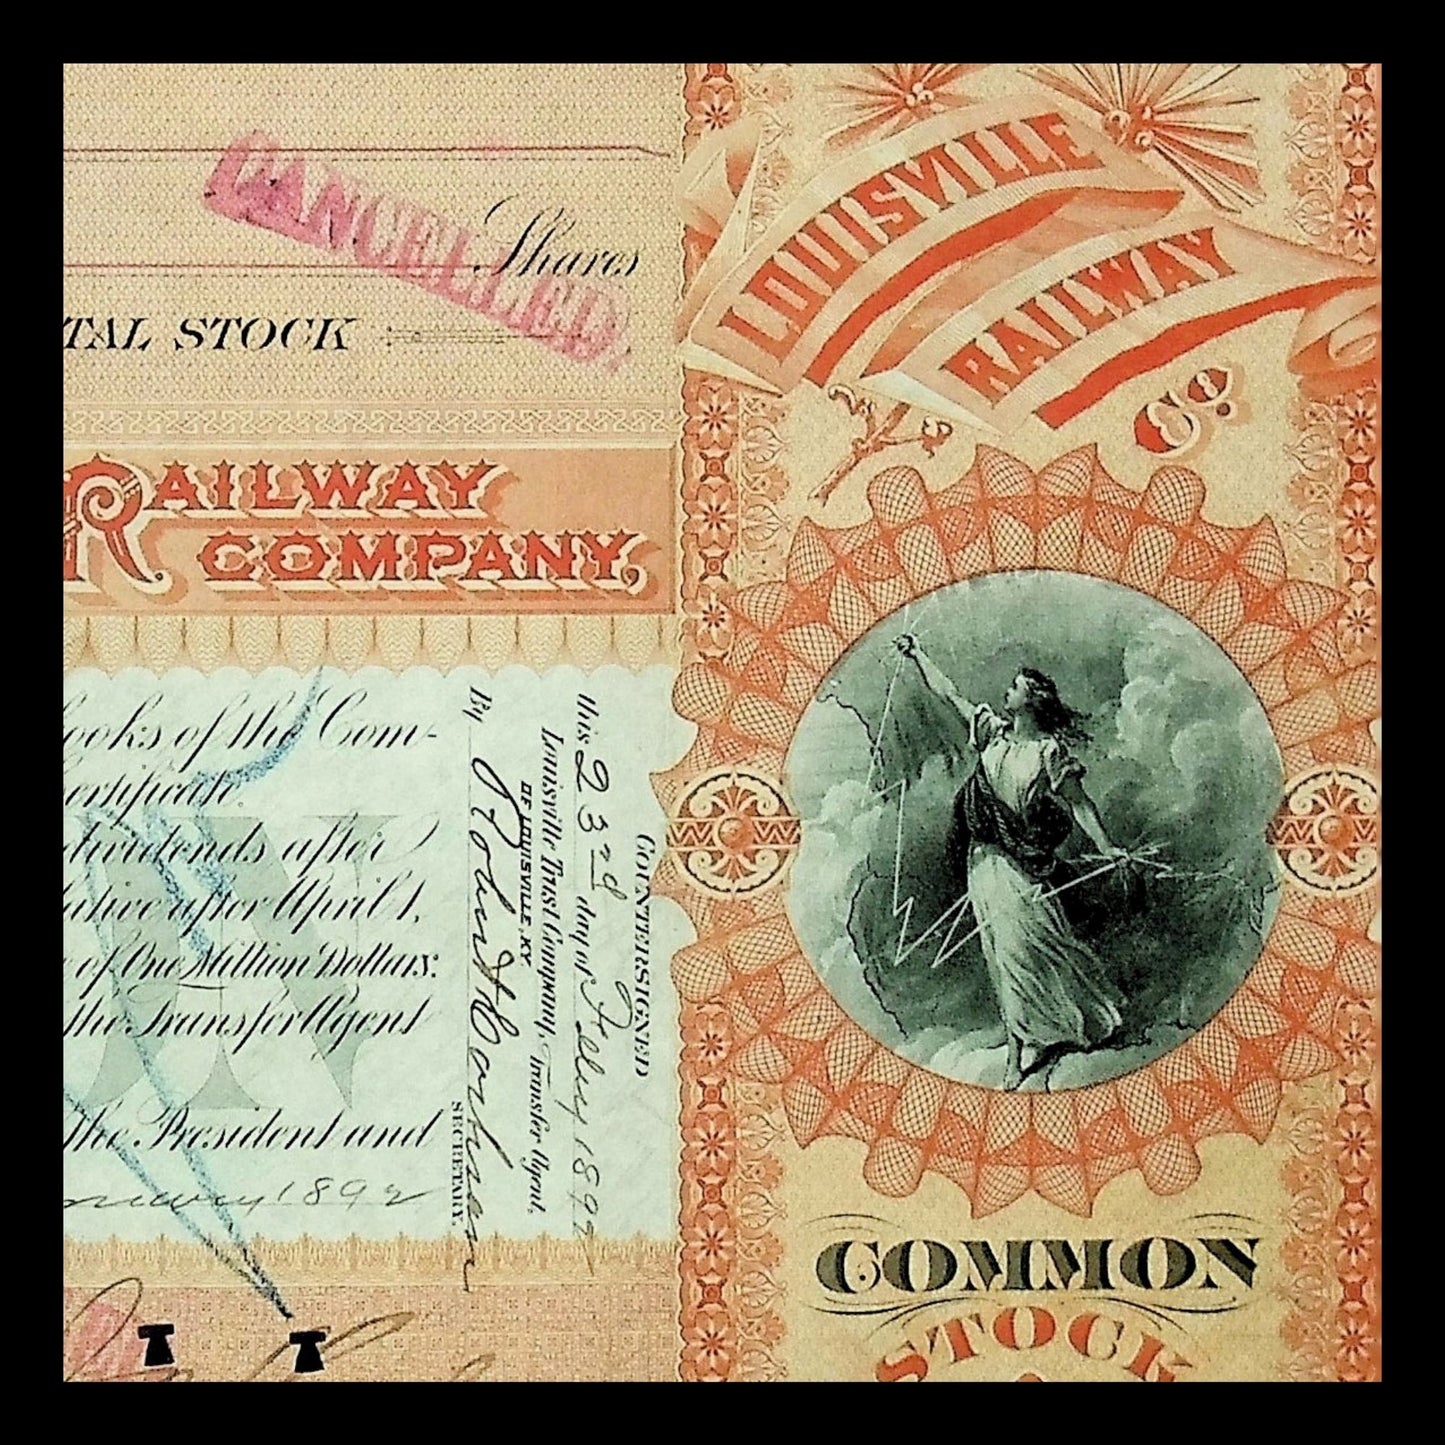 CANCELLED.
Shares
TAL STOCK
RAILWAY
COMPANY,
ooks of the Com-
ertificate.
dividends after
lative after April 1,
of One Million Dollars:
the Transfer Agent
the President and
1892
COUNTERSIGNED
this 23rd day of Feby 1892
Louisville Trust Company, Transfer Agent,
OF LOUISVILLE, KY.
By
SECRETARY.
LOUISVILLE
RAILWAY
Co.
COMMON
STOCK